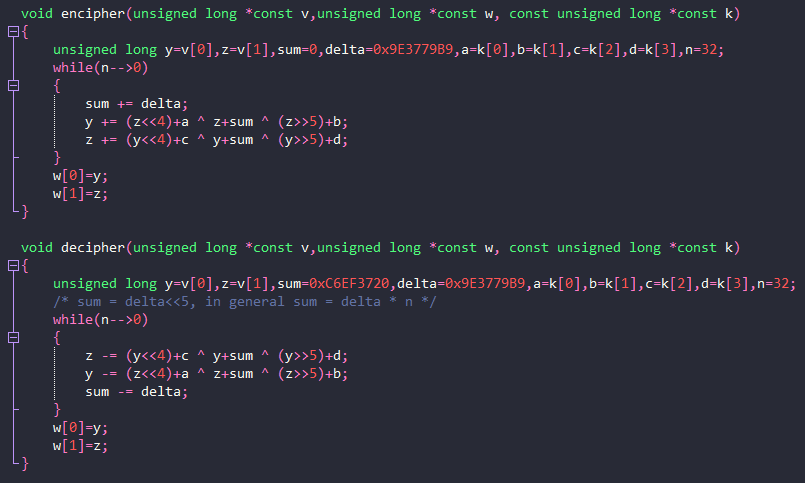 void encipher(unsigned long *const v,unsigned long *const w, const unsigned long *const k)
{
    unsigned long y=v[0],z=v[1],sum=0,delta=0x9E3779B9,a=k[0],b=k[1],c=k[2],d=k[3],n=32;
    while(n-->0)
    {
        sum += delta;
        y += (z<<4)+a ^ z+sum ^ (z>>5)+b;
        z += (y<<4)+c ^ y+sum ^ (y>>5)+d;
    }
    w[0]=y;
    w[1]=z;
}

void decipher(unsigned long *const v,unsigned long *const w, const unsigned long *const k)
{
    unsigned long y=v[0],z=v[1],sum=0xC6EF3720,delta=0x9E3779B9,a=k[0],b=k[1],c=k[2],d=k[3],n=32;
    /* sum = delta<<5, in general sum = delta * n */
    while(n-->0)
    {
        z -= (y<<4)+c ^ y+sum ^ (y>>5)+d;
        y -= (z<<4)+a ^ z+sum ^ (z>>5)+b;
        sum -= delta;
    }
    w[0]=y;
    w[1]=z;
}